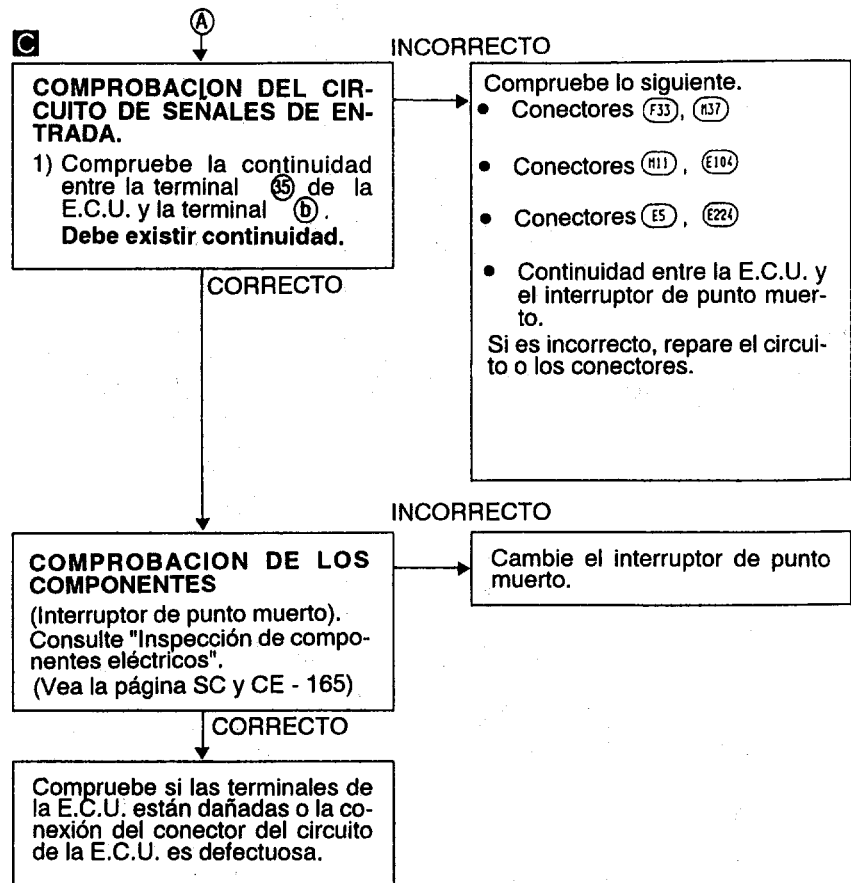 Ⓐ
C
INCORRECTO
COMPROBACION DEL CIR-
CUITO DE SEÑALES DE EN-
TRADA.
1) Compruebe la continuidad
entre la terminal 35 de la
E.C.U. y la terminal ⓑ.
Debe existir continuidad.
Compruebe lo siguiente.
• Conectores F33, M37
• Conectores M11, E104
• Conectores E5, E224
• Continuidad entre la E.C.U. y
el interruptor de punto muer-
to.
Si es incorrecto, repare el circui-
to o los conectores.
CORRECTO
INCORRECTO
COMPROBACION DE LOS
COMPONENTES
(Interruptor de punto muerto).
Consulte "Inspección de compo-
nentes eléctricos".
(Vea la página SC y CE - 165)
Cambie el interruptor de punto
muerto.
CORRECTO
Compruebe si las terminales de
la E.C.U. están dañadas o la co-
nexión del conector del circuito
de la E.C.U. es defectuosa.